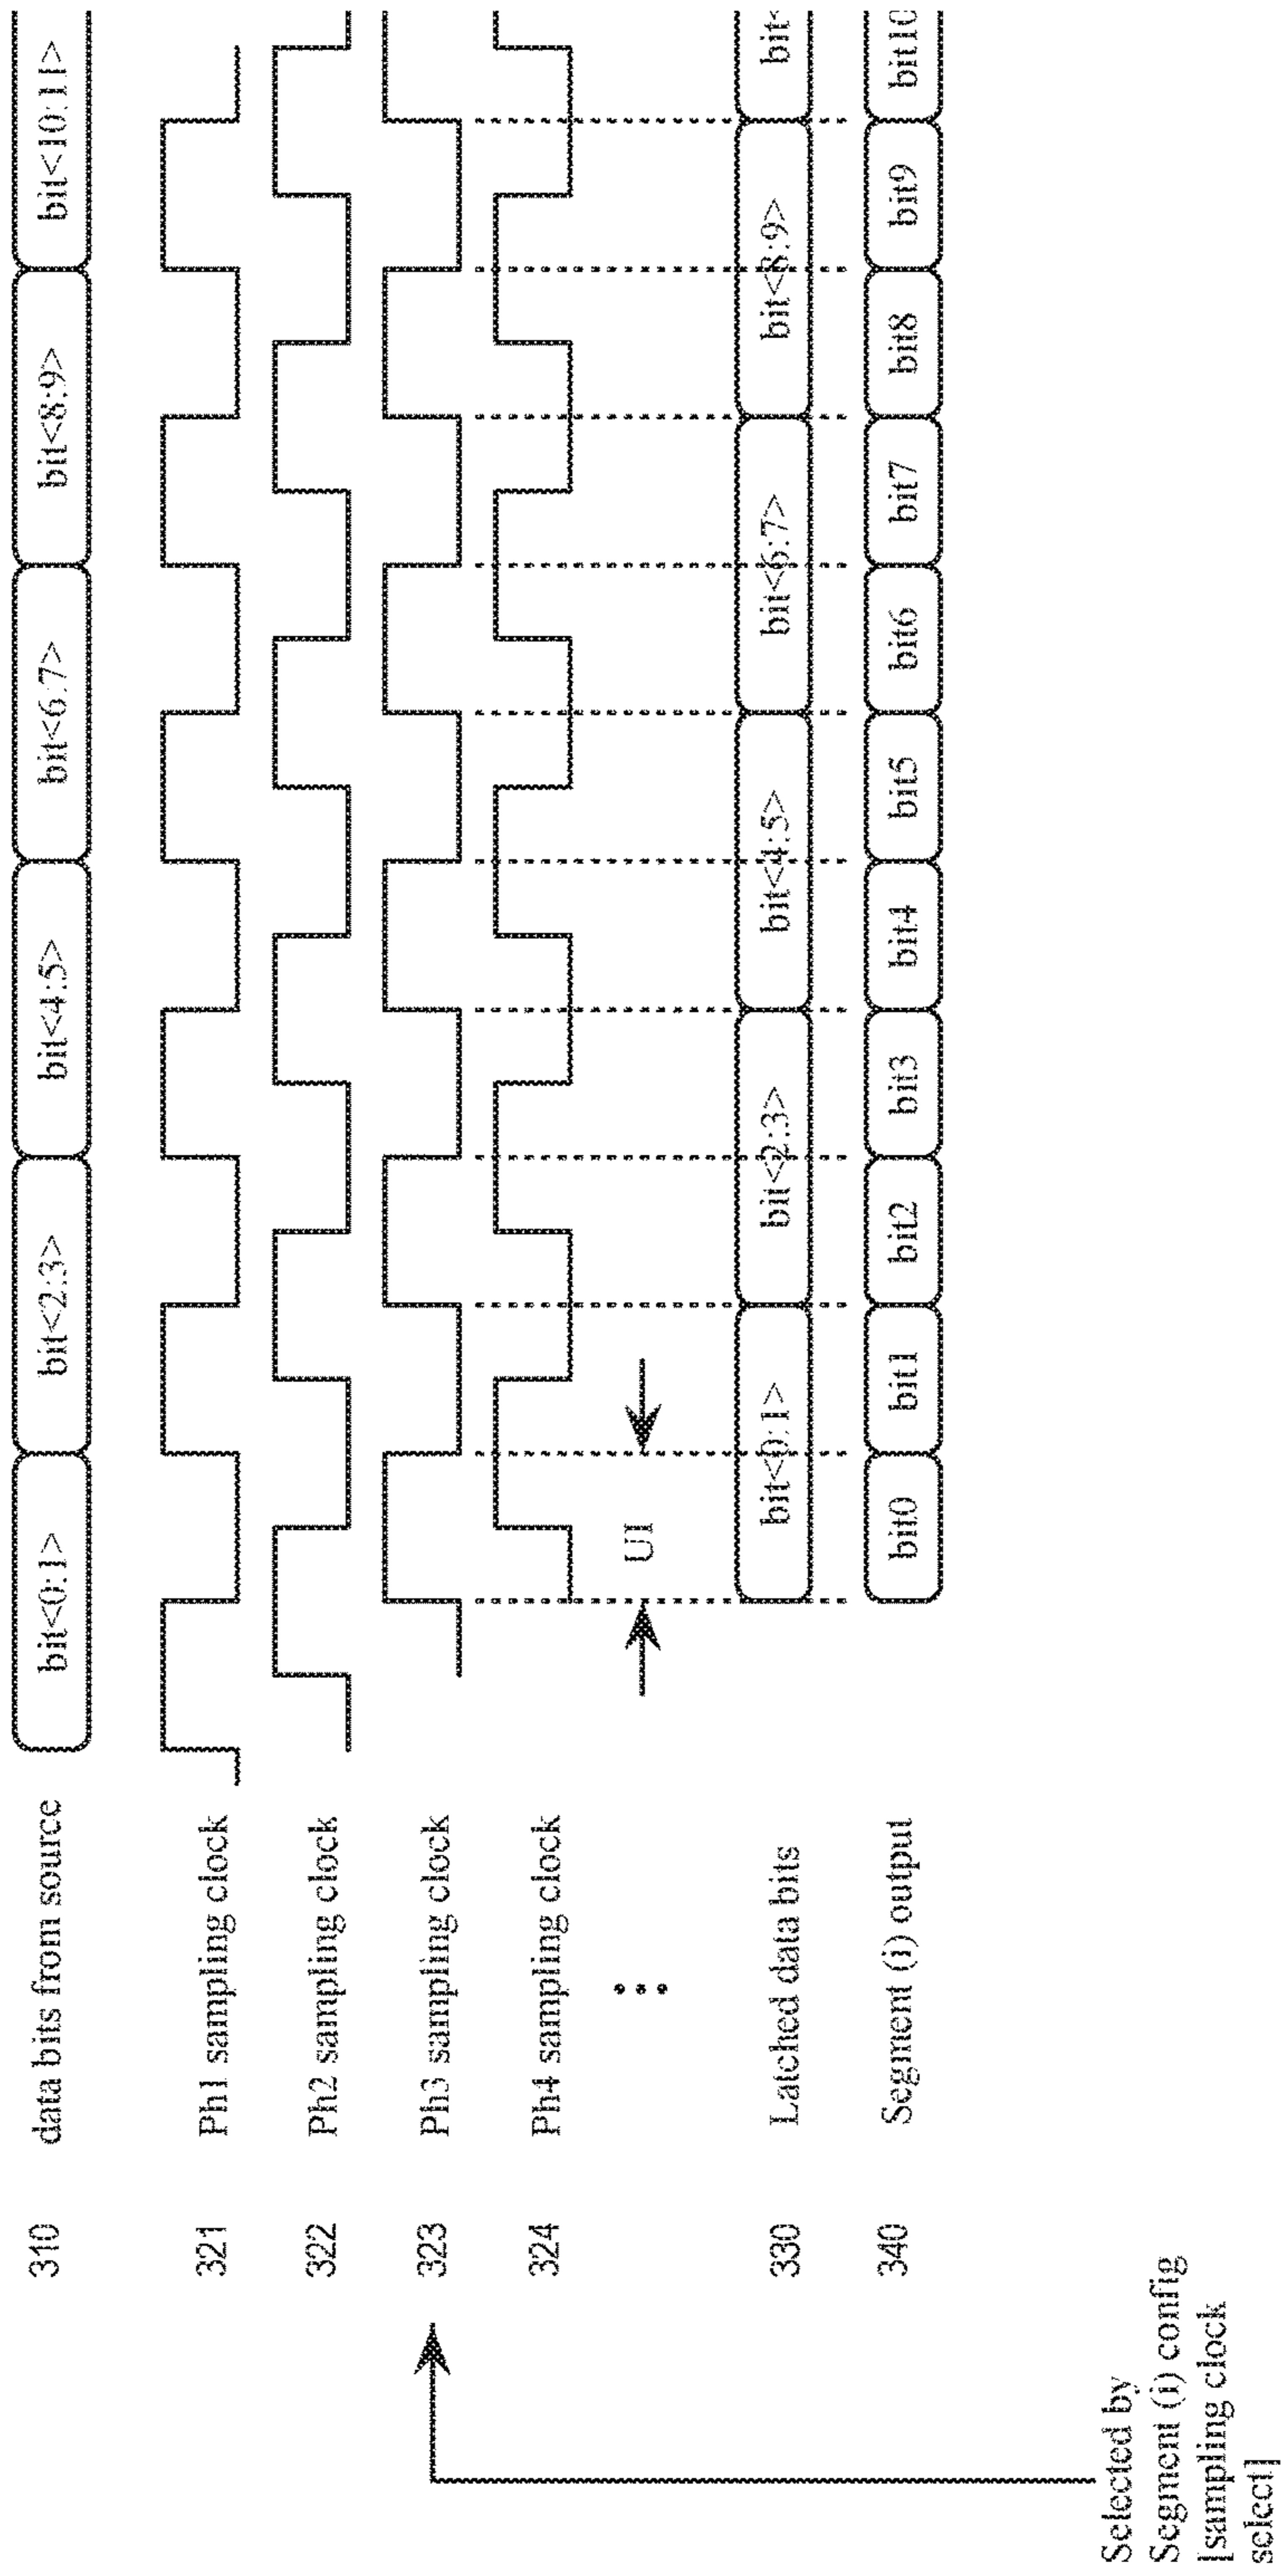 310 data bits from source bit<0:1> bit<2:3> bit<4:5> bit<6:7> bit<8:9> bit<10:11>
321 Ph1 sampling clock
322 Ph2 sampling clock
323 Ph3 sampling clock
324 Ph4 sampling clock
UI
330 Latched data bits bit<0:1> bit<2:3> bit<4:5> bit<6:7> bit<8:9> bit<
340 Segment (i) output bit0 bit1 bit2 bit3 bit4 bit5 bit6 bit7 bit8 bit9 bit10
Selected by
Segment (i) config
[sampling clock
select]